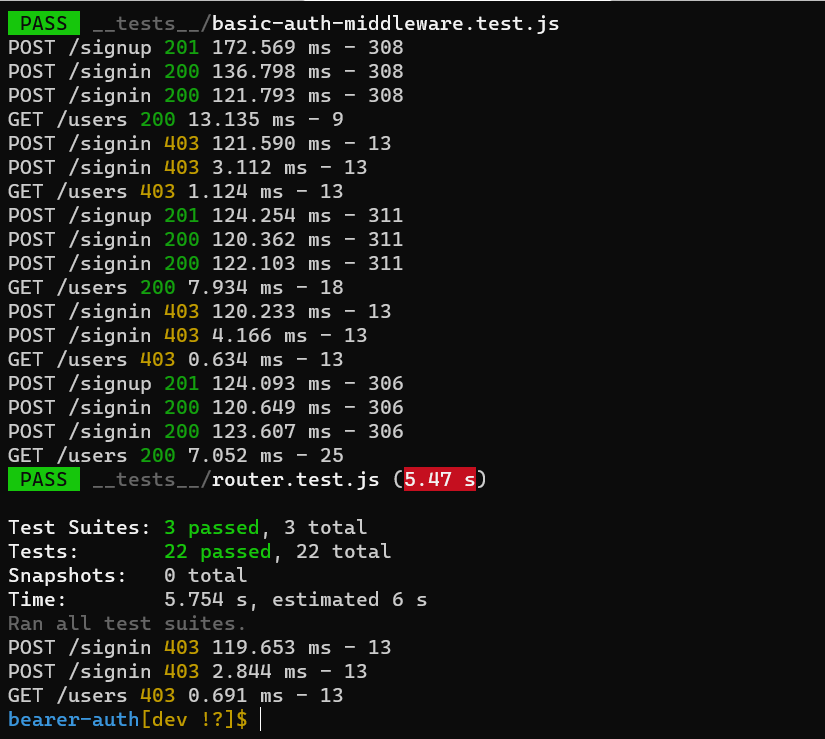 PASS __tests__/basic-auth-middleware.test.js
POST /signup 201 172.569 ms - 308
POST /signin 200 136.798 ms - 308
POST /signin 200 121.793 ms - 308
GET /users 200 13.135 ms - 9
POST /signin 403 121.590 ms - 13
POST /signin 403 3.112 ms - 13
GET /users 403 1.124 ms - 13
POST /signup 201 124.254 ms - 311
POST /signin 200 120.362 ms - 311
POST /signin 200 122.103 ms - 311
GET /users 200 7.934 ms - 18
POST /signin 403 120.233 ms - 13
POST /signin 403 4.166 ms - 13
GET /users 403 0.634 ms - 13
POST /signup 201 124.093 ms - 306
POST /signin 200 120.649 ms - 306
POST /signin 200 123.607 ms - 306
GET /users 200 7.052 ms - 25
PASS __tests__/router.test.js (5.47 s)
Test Suites: 3 passed, 3 total
Tests: 22 passed, 22 total
Snapshots: 0 total
Time: 5.754 s, estimated 6 s
Ran all test suites.
POST /signin 403 119.653 ms - 13
POST /signin 403 2.844 ms - 13
GET /users 403 0.691 ms - 13
bearer-auth[dev !?]$